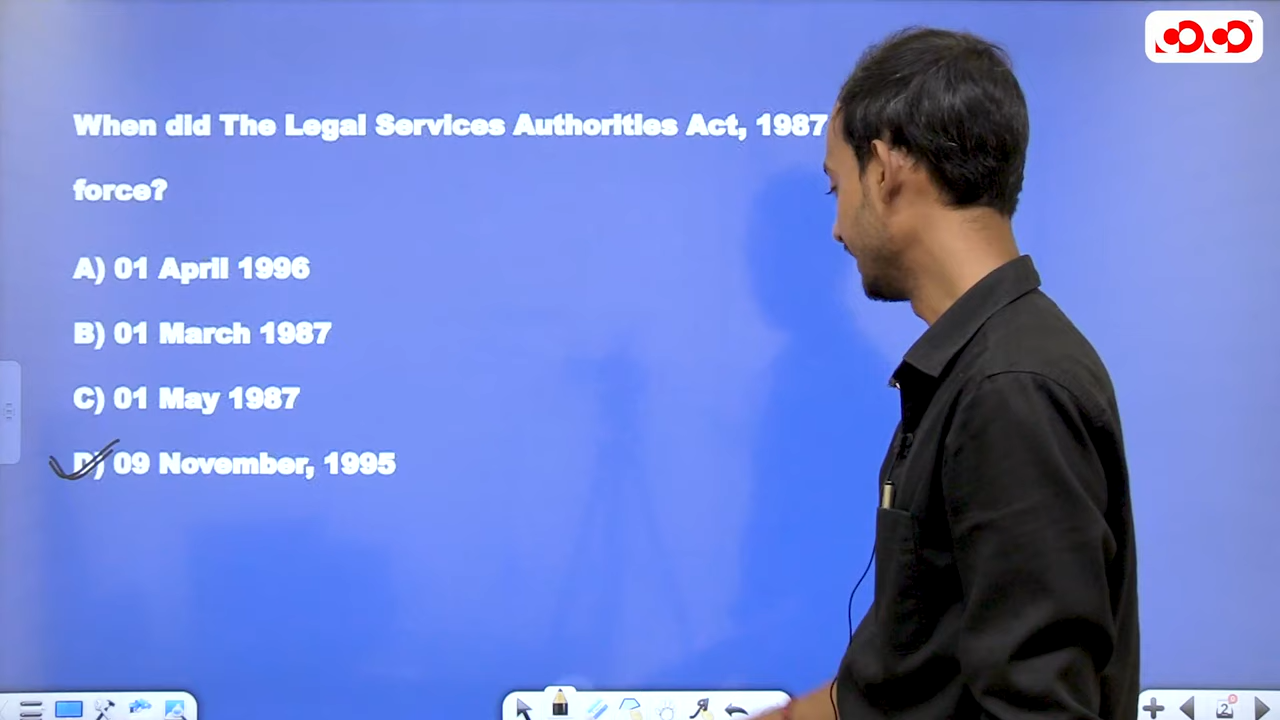 When did The Legal Services Authorities Act, 1987
force?
A) 01 April 1996
B) 01 March 1987
C) 01 May 1987
D) 09 November, 1995
2